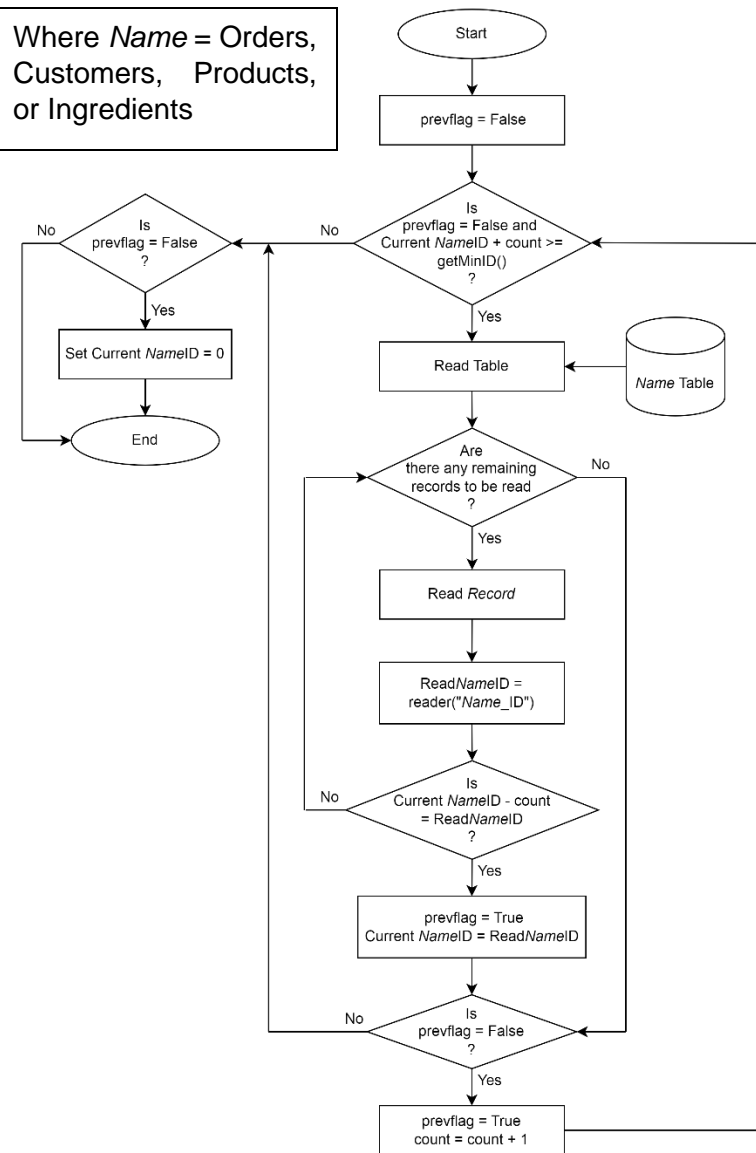 Where Name = Orders,
Customers, Products,
or Ingredients
Start
prevflag = False
Is
prevflag = False and
Current NameID + count >=
getMinID()
?
No
Yes
Is
prevflag = False
?
No
Yes
Set Current NameID = 0
End
Read Table
Name Table
Are
there any remaining
records to be read
?
No
Yes
Read Record
ReadNameID =
reader("Name_ID")
Is
Current NameID - count
= ReadNameID
?
No
Yes
prevflag = True
Current NameID = ReadNameID
Is
prevflag = False
?
No
Yes
prevflag = True
count = count + 1